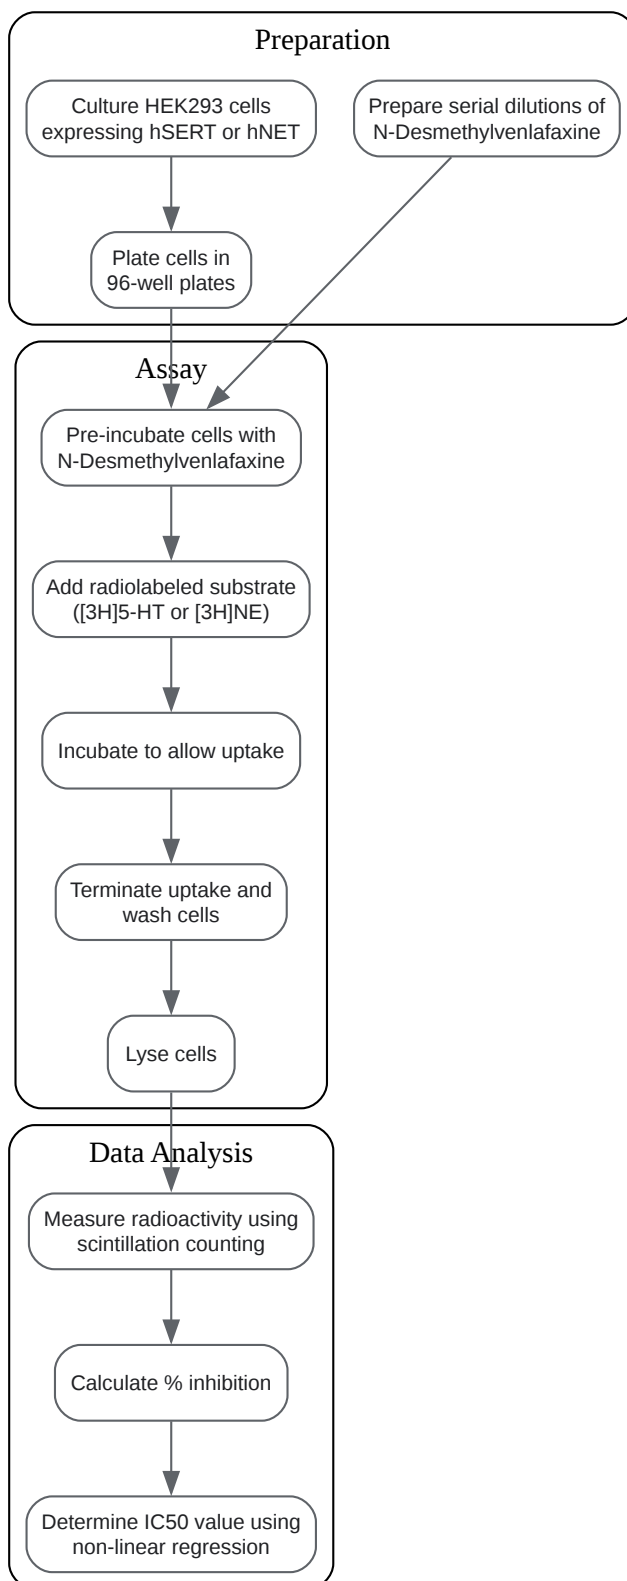 Preparation
Culture HEK293 cells
expressing hSERT or hNET
Prepare serial dilutions of
N-Desmethylvenlafaxine
Plate cells in
96-well plates
Assay
Pre-incubate cells with
N-Desmethylvenlafaxine
Add radiolabeled substrate
([3H]5-HT or [3H]NE)
Incubate to allow uptake
Terminate uptake and
wash cells
Lyse cells
Data Analysis
Measure radioactivity using
scintillation counting
Calculate % inhibition
Determine IC50 value using
non-linear regression